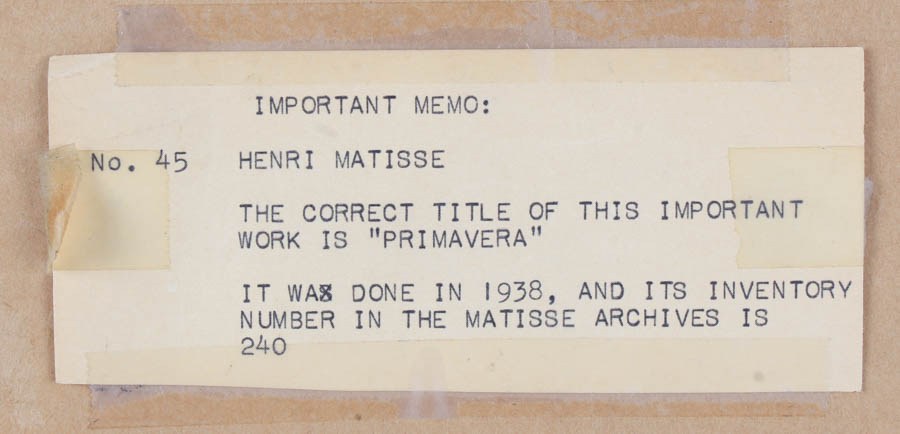 IMPORTANT MEMO:
No. 45 HENRI MATISSE
THE CORRECT TITLE OF THIS IMPORTANT
WORK IS "PRIMAVERA"
IT WAS DONE IN 1938, AND ITS INVENTORY
NUMBER IN THE MATISSE ARCHIVES IS
240